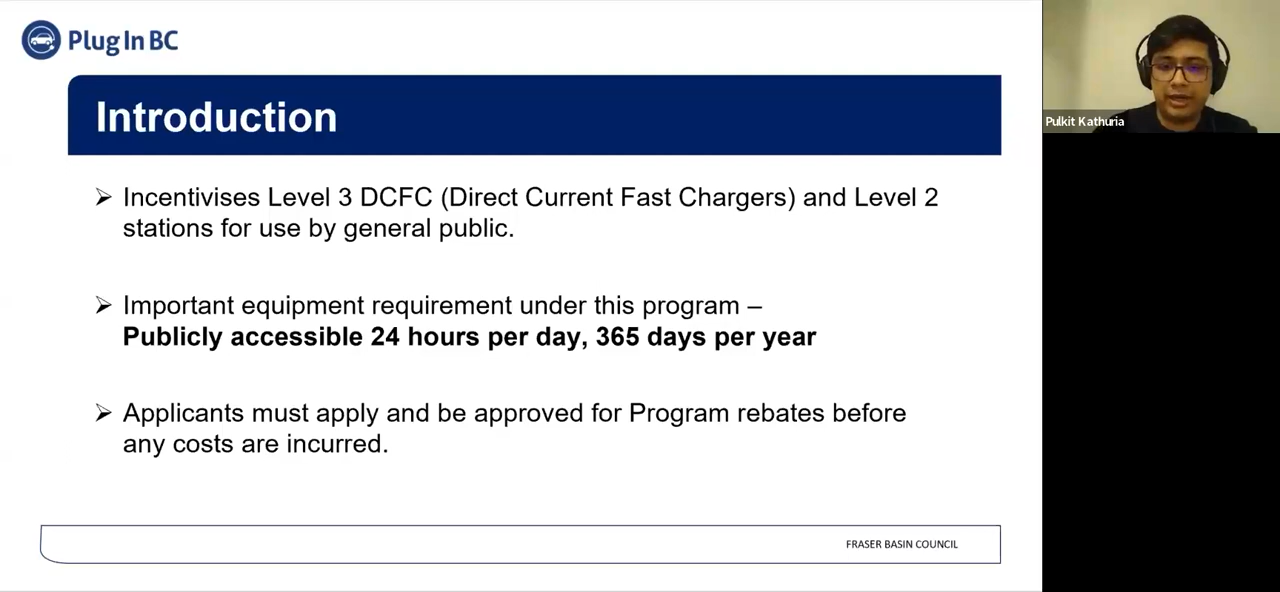 Plug In BC
Introduction
Incentivises Level 3 DCFC (Direct Current Fast Chargers) and Level 2
stations for use by general public.
Important equipment requirement under this program –
Publicly accessible 24 hours per day, 365 days per year
Applicants must apply and be approved for Program rebates before
any costs are incurred.
FRASER BASIN COUNCIL
Pulkit Kathuria